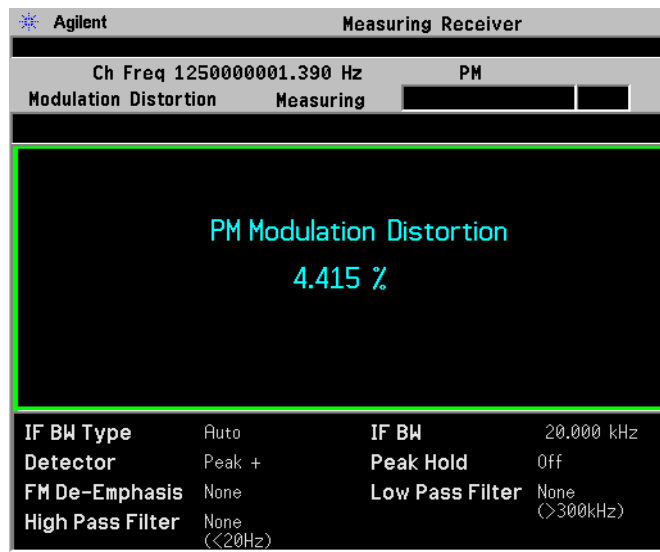 Agilent Measuring Receiver
Ch Freq 1250000001.390 Hz PM
Modulation Distortion Measuring
PM Modulation Distortion
4.415 %
IF BW Type Auto IF BW 20.000 kHz
Detector Peak + Peak Hold Off
FM De-Emphasis None Low Pass Filter None
(>300kHz)
High Pass Filter None
(<20Hz)